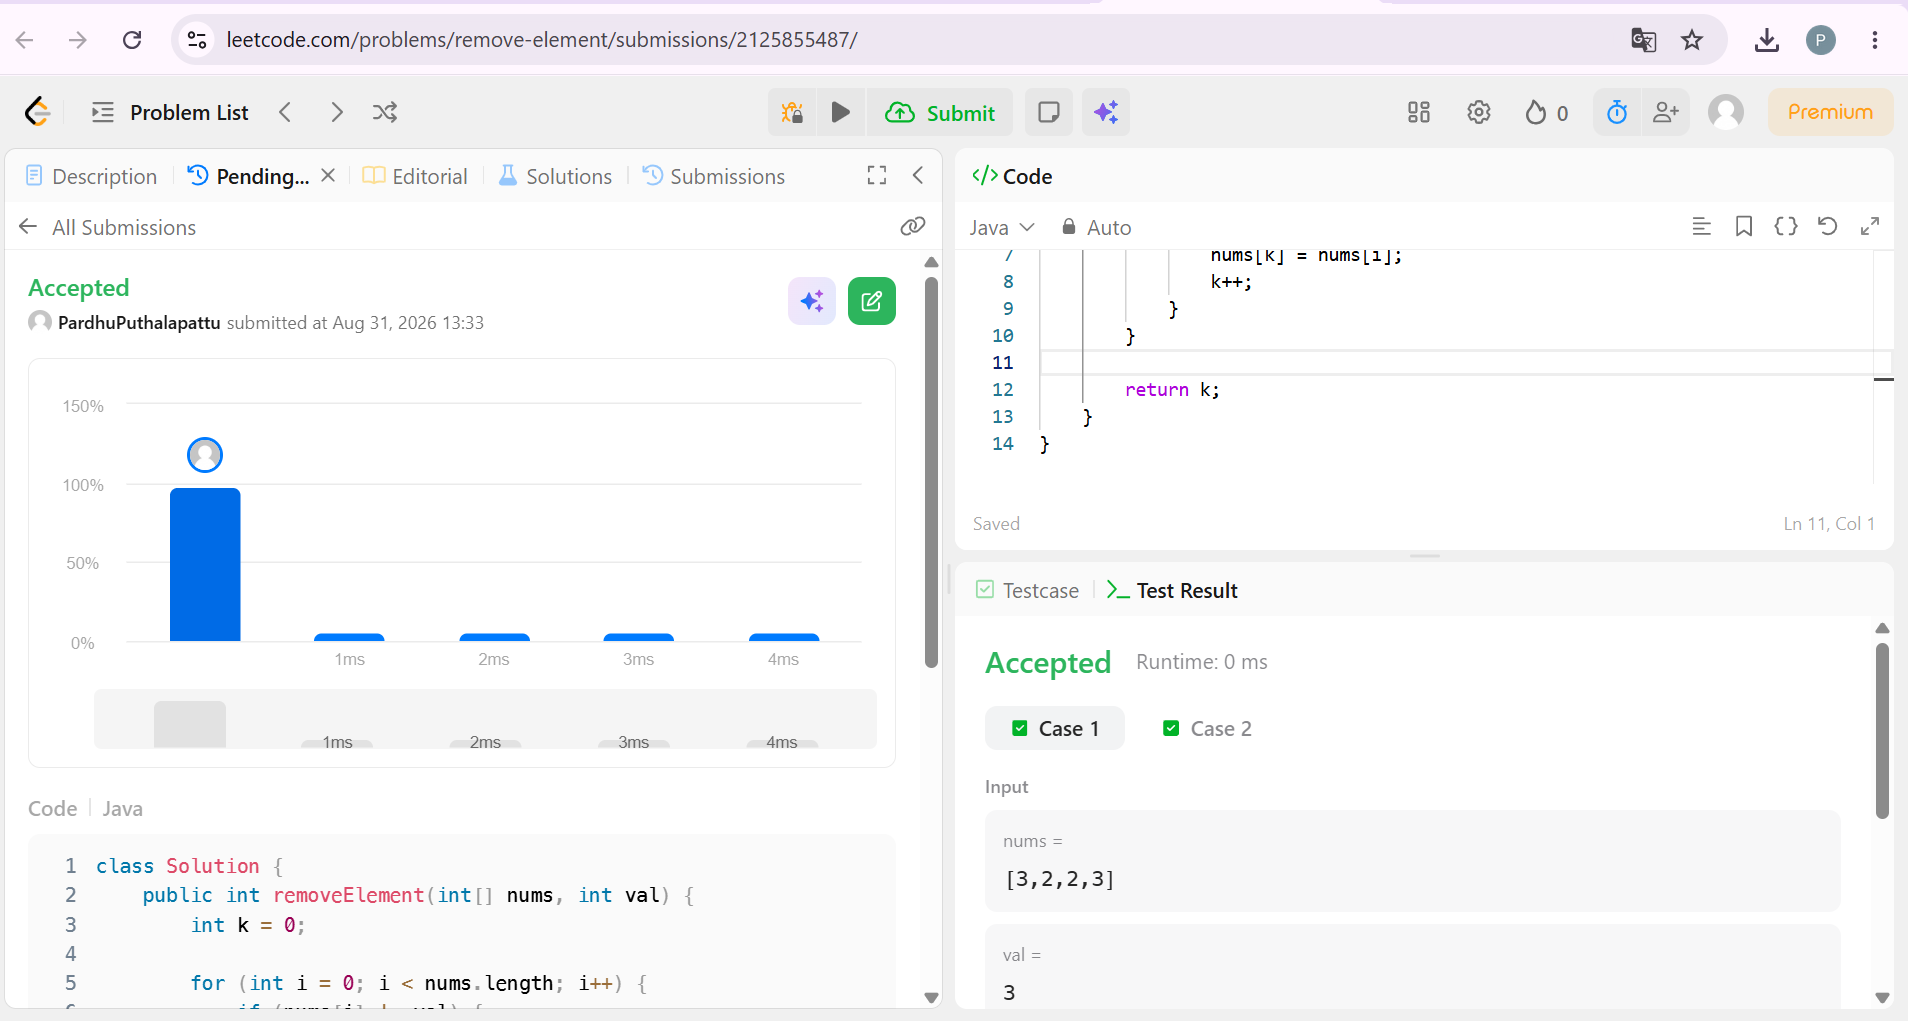 leetcode.com/problems/remove-element/submissions/2125855487/
P
Problem List
Submit
0
Premium
Description
Pending...
Editorial
Solutions
Submissions
All Submissions
Accepted
PardhuPuthalapattu submitted at Aug 31, 2026 13:33
150%
100%
50%
0%
1ms 2ms 3ms 4ms
1ms 2ms 3ms 4ms
Code Java
1 class Solution {
2 public int removeElement(int[] nums, int val) {
3 int k = 0;
4
5 for (int i = 0; i < nums.length; i++) {
</> Code
Java Auto
7 nums[k] = nums[i];
8 k++;
9 }
10 }
11
12 return k;
13 }
14 }
Saved Ln 11, Col 1
Testcase
Test Result
Accepted Runtime: 0 ms
Case 1 Case 2
Input
nums =
[3,2,2,3]
val =
3